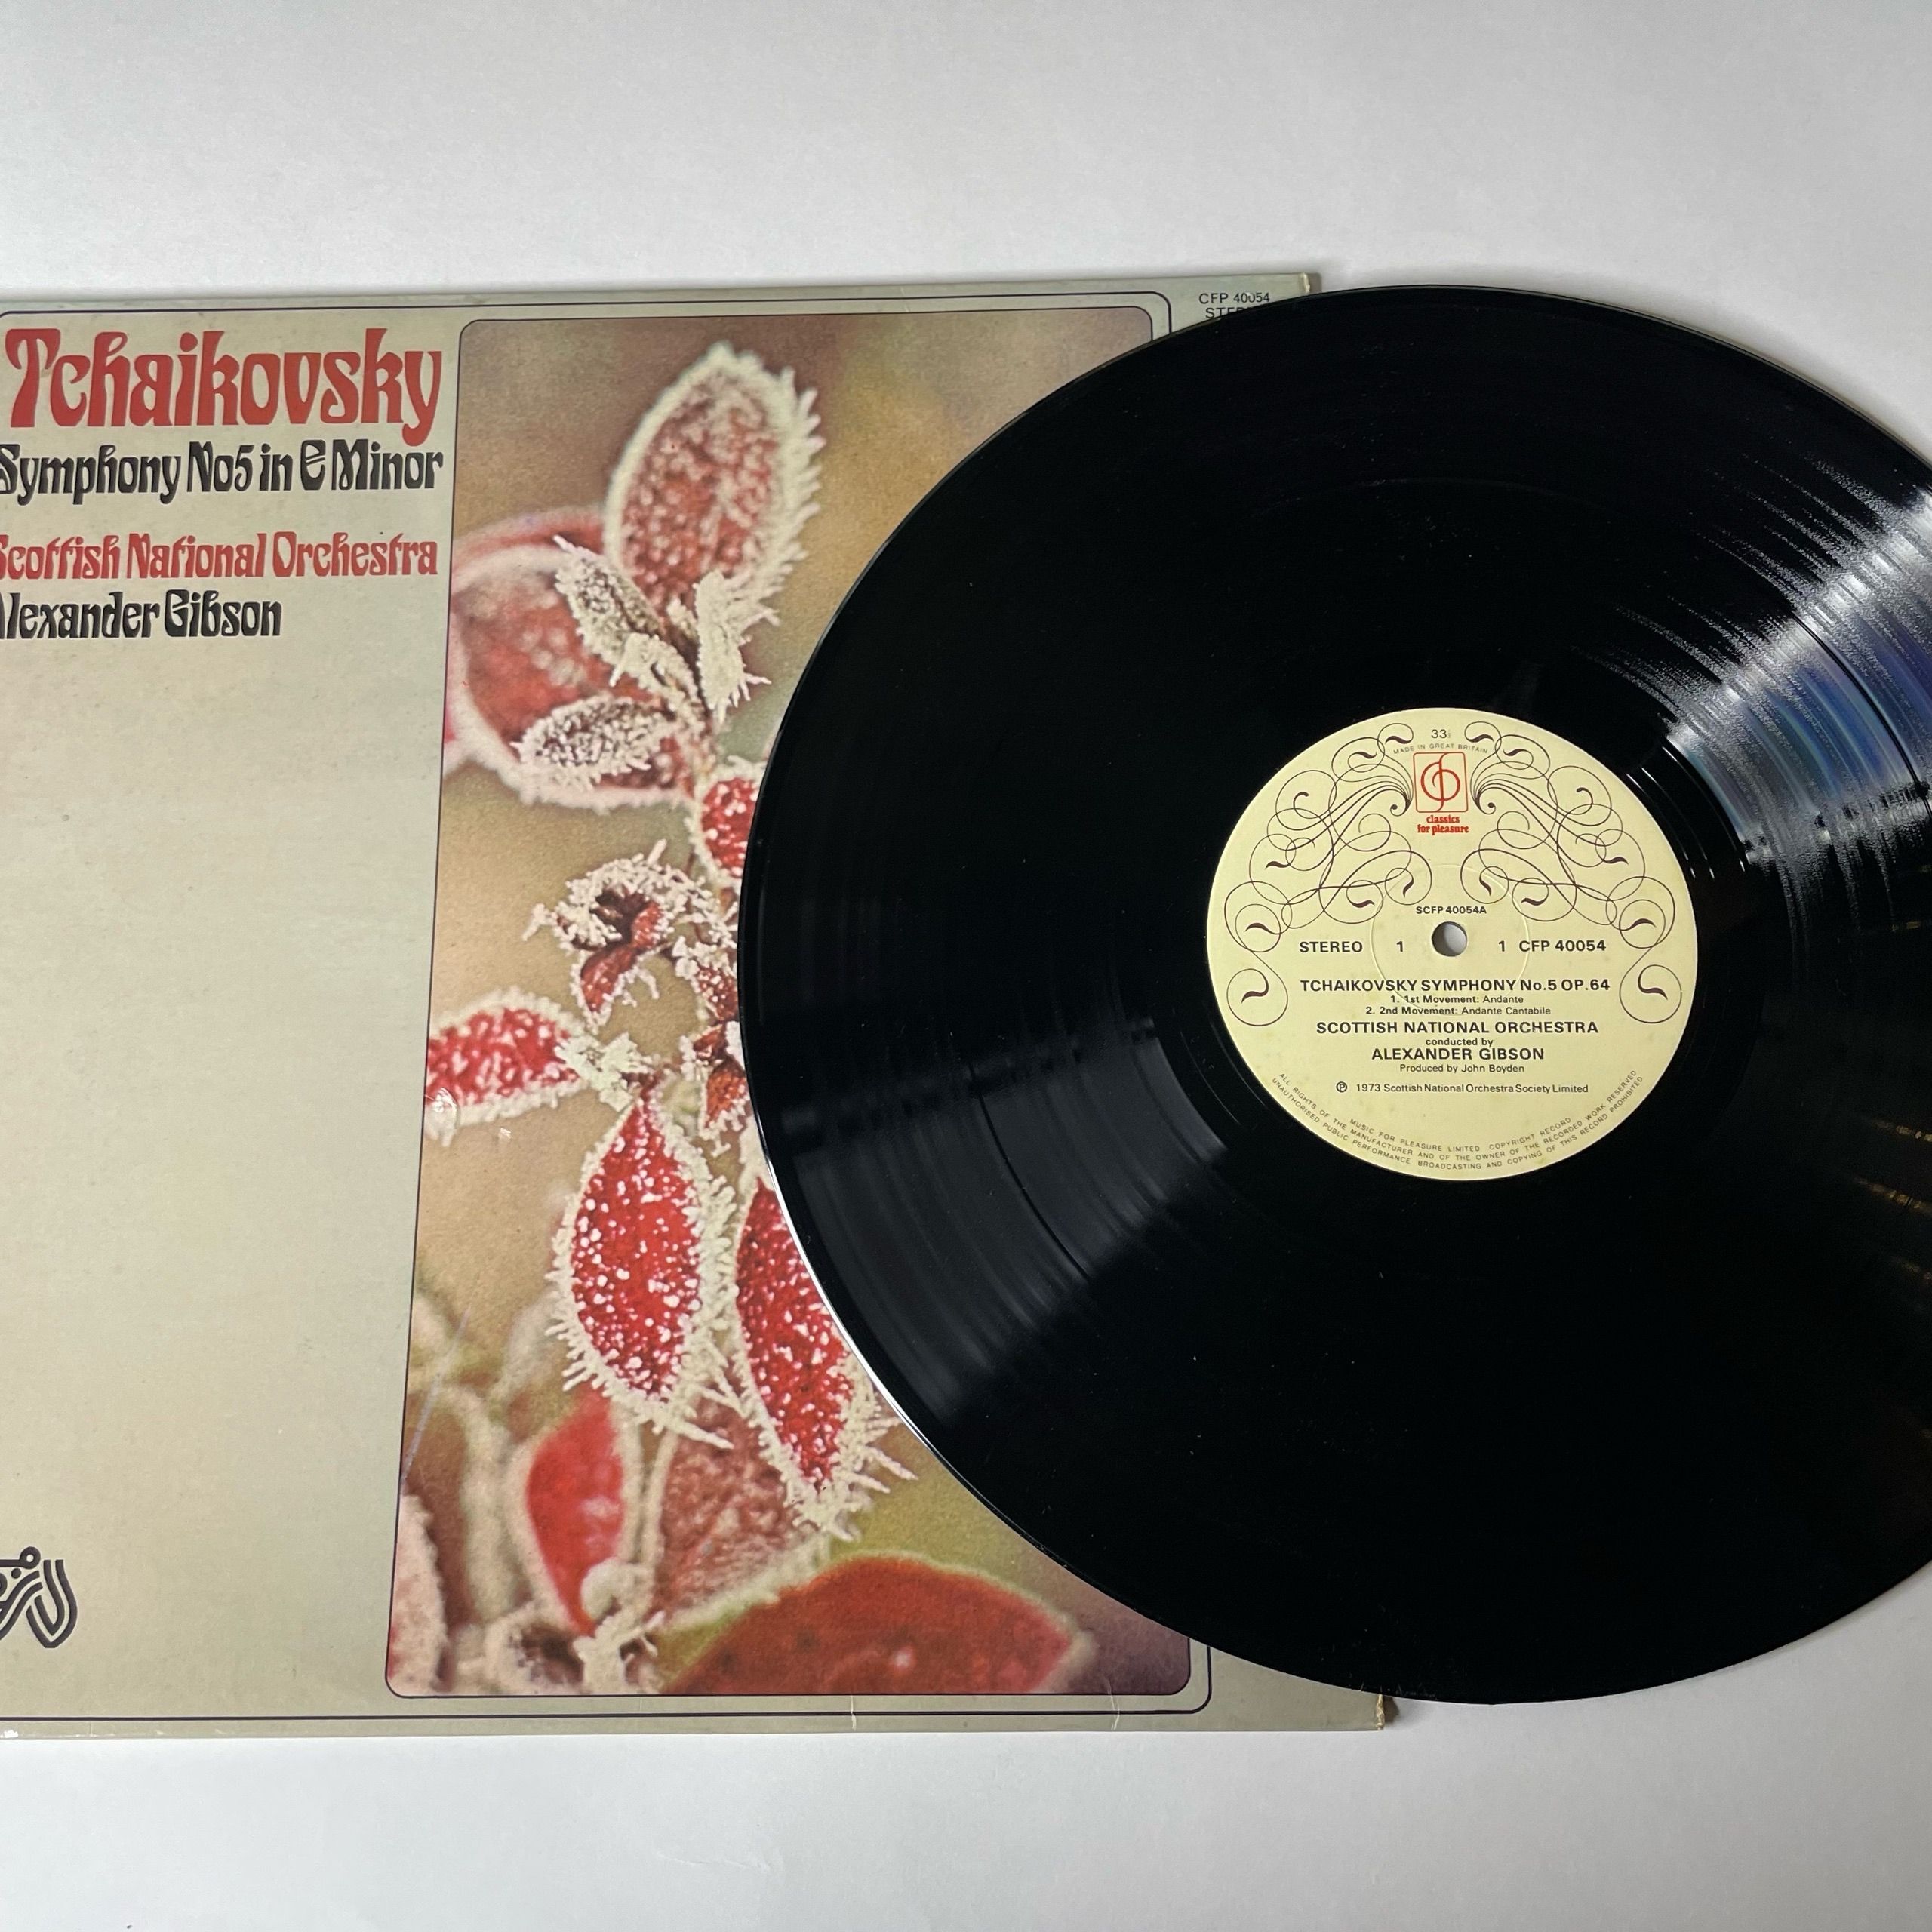 CFP 40054
Tchaikovsky
Symphony No5 in E Minor
Scottish National Orchestra
Alexander Gibson
33
MADE IN GREAT BRITAIN
classics
for pleasure
SCFP 40054A
STEREO 1 1 CFP 40054
TCHAIKOVSKY SYMPHONY No.5 OP.64
1. 1st Movement: Andante
2. 2nd Movement: Andante Cantabile
SCOTTISH NATIONAL ORCHESTRA
conducted by
ALEXANDER GIBSON
Produced by John Boyden
℗ 1973 Scottish National Orchestra Society Limited
MUSIC FOR PLEASURE LIMITED COPYRIGHT RECORD
ALL RIGHTS OF THE MANUFACTURER AND OF THE OWNER OF THE RECORDED WORK RESERVED
UNAUTHORISED PUBLIC PERFORMANCE BROADCASTING AND COPYING OF THIS RECORD PROHIBITED